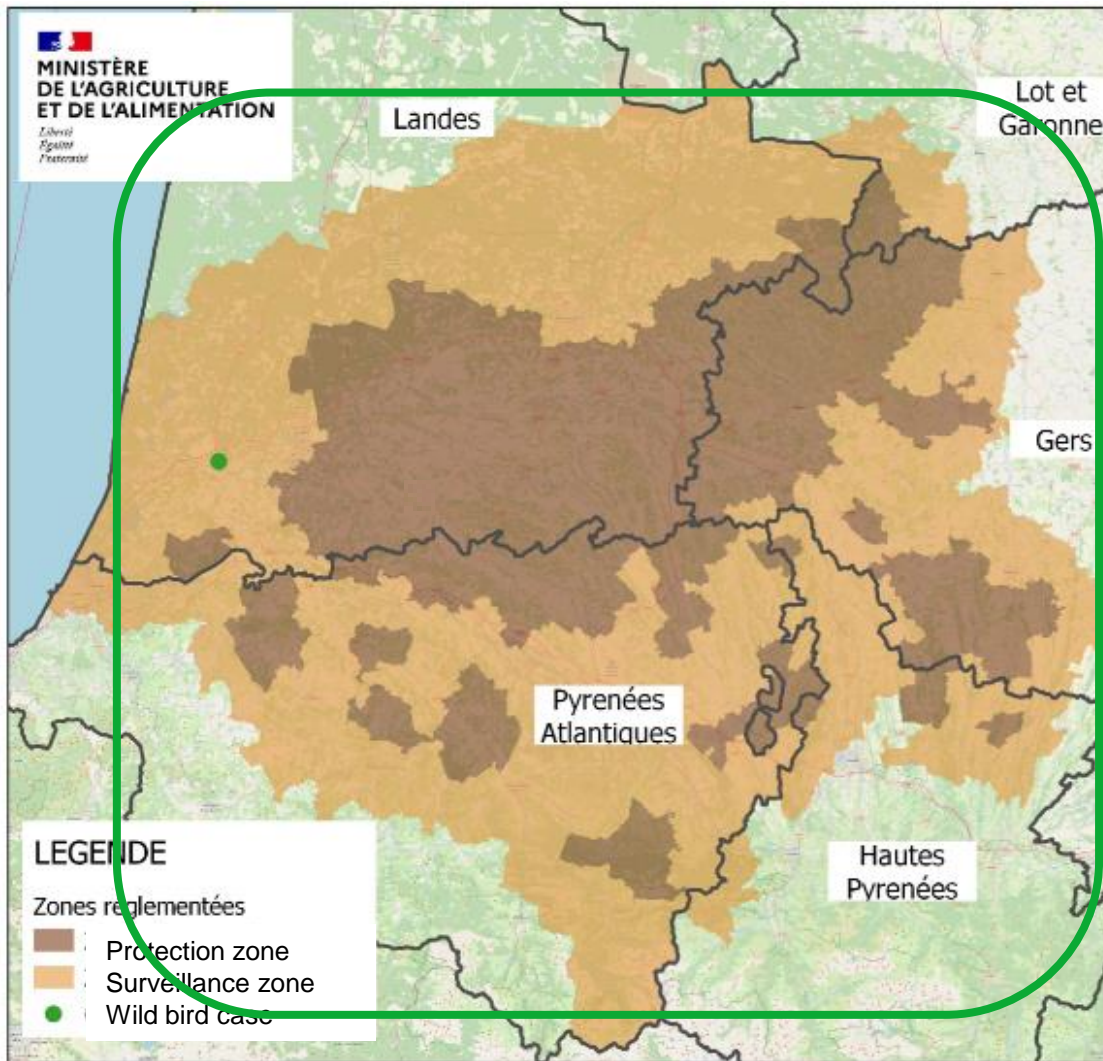 MINISTÈRE
DE L'AGRICULTURE
ET DE L'ALIMENTATION
Liberté
Égalité
Fraternité
Landes
Lot et
Garonne
Gers
Pyrenées
Atlantiques
Hautes
Pyrenées
LEGENDE
Zones reglementées
Protection zone
Surveillance zone
Wild bird case